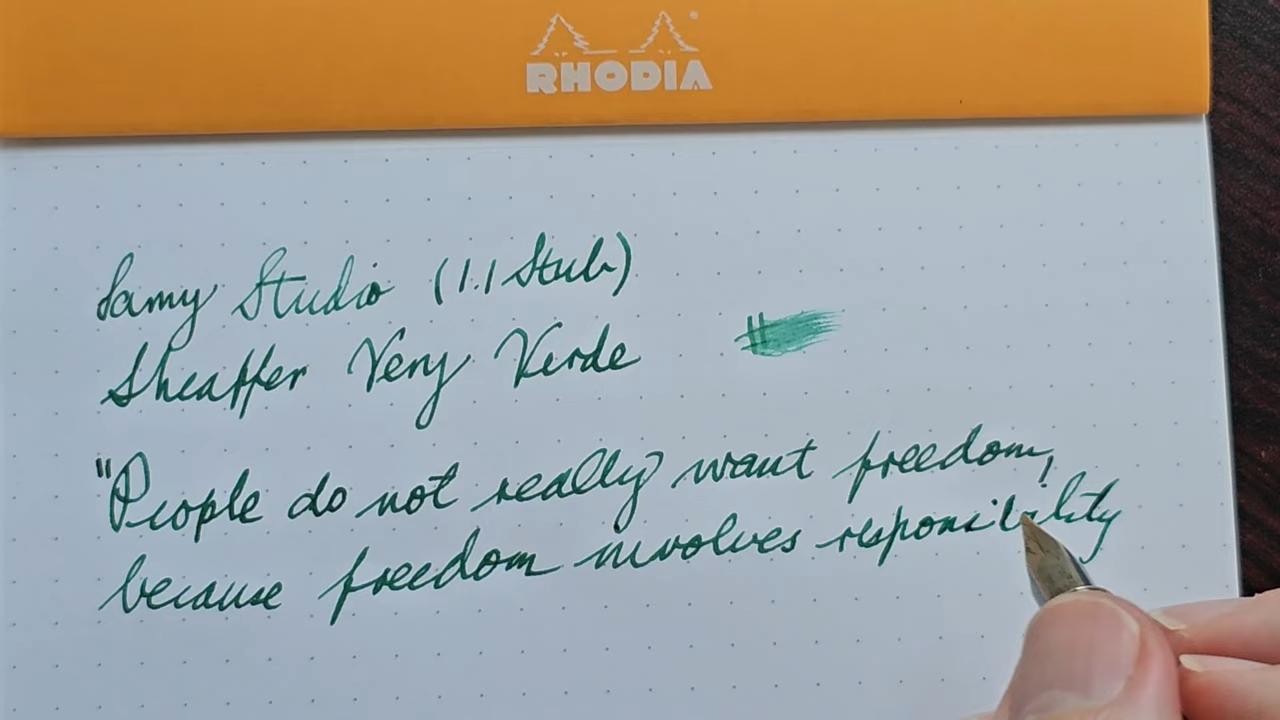 RHODIA
Lamy Studio (1.1 Stub)
Sheaffer Very Verde
"People do not really want freedom,
because freedom involves responsibility